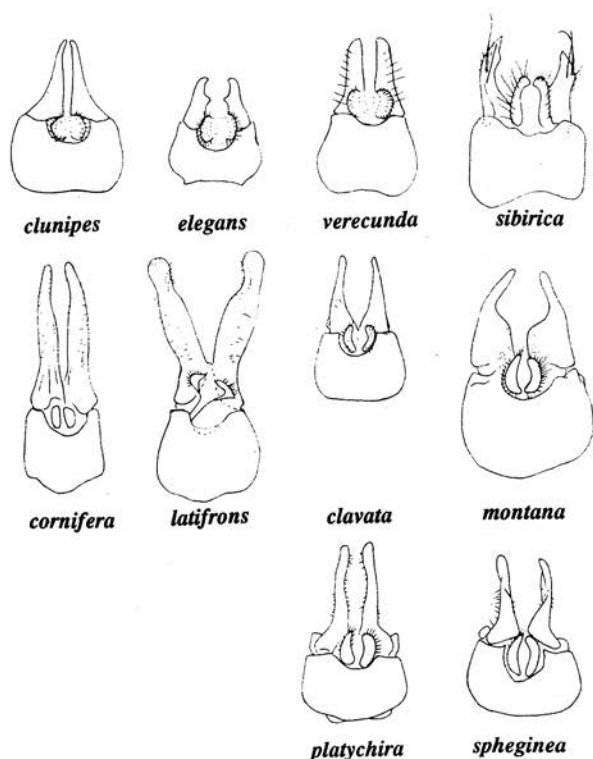 clunipes elegans verecunda sibirica
cornifera latifrons clavata montana
platychira spheginea